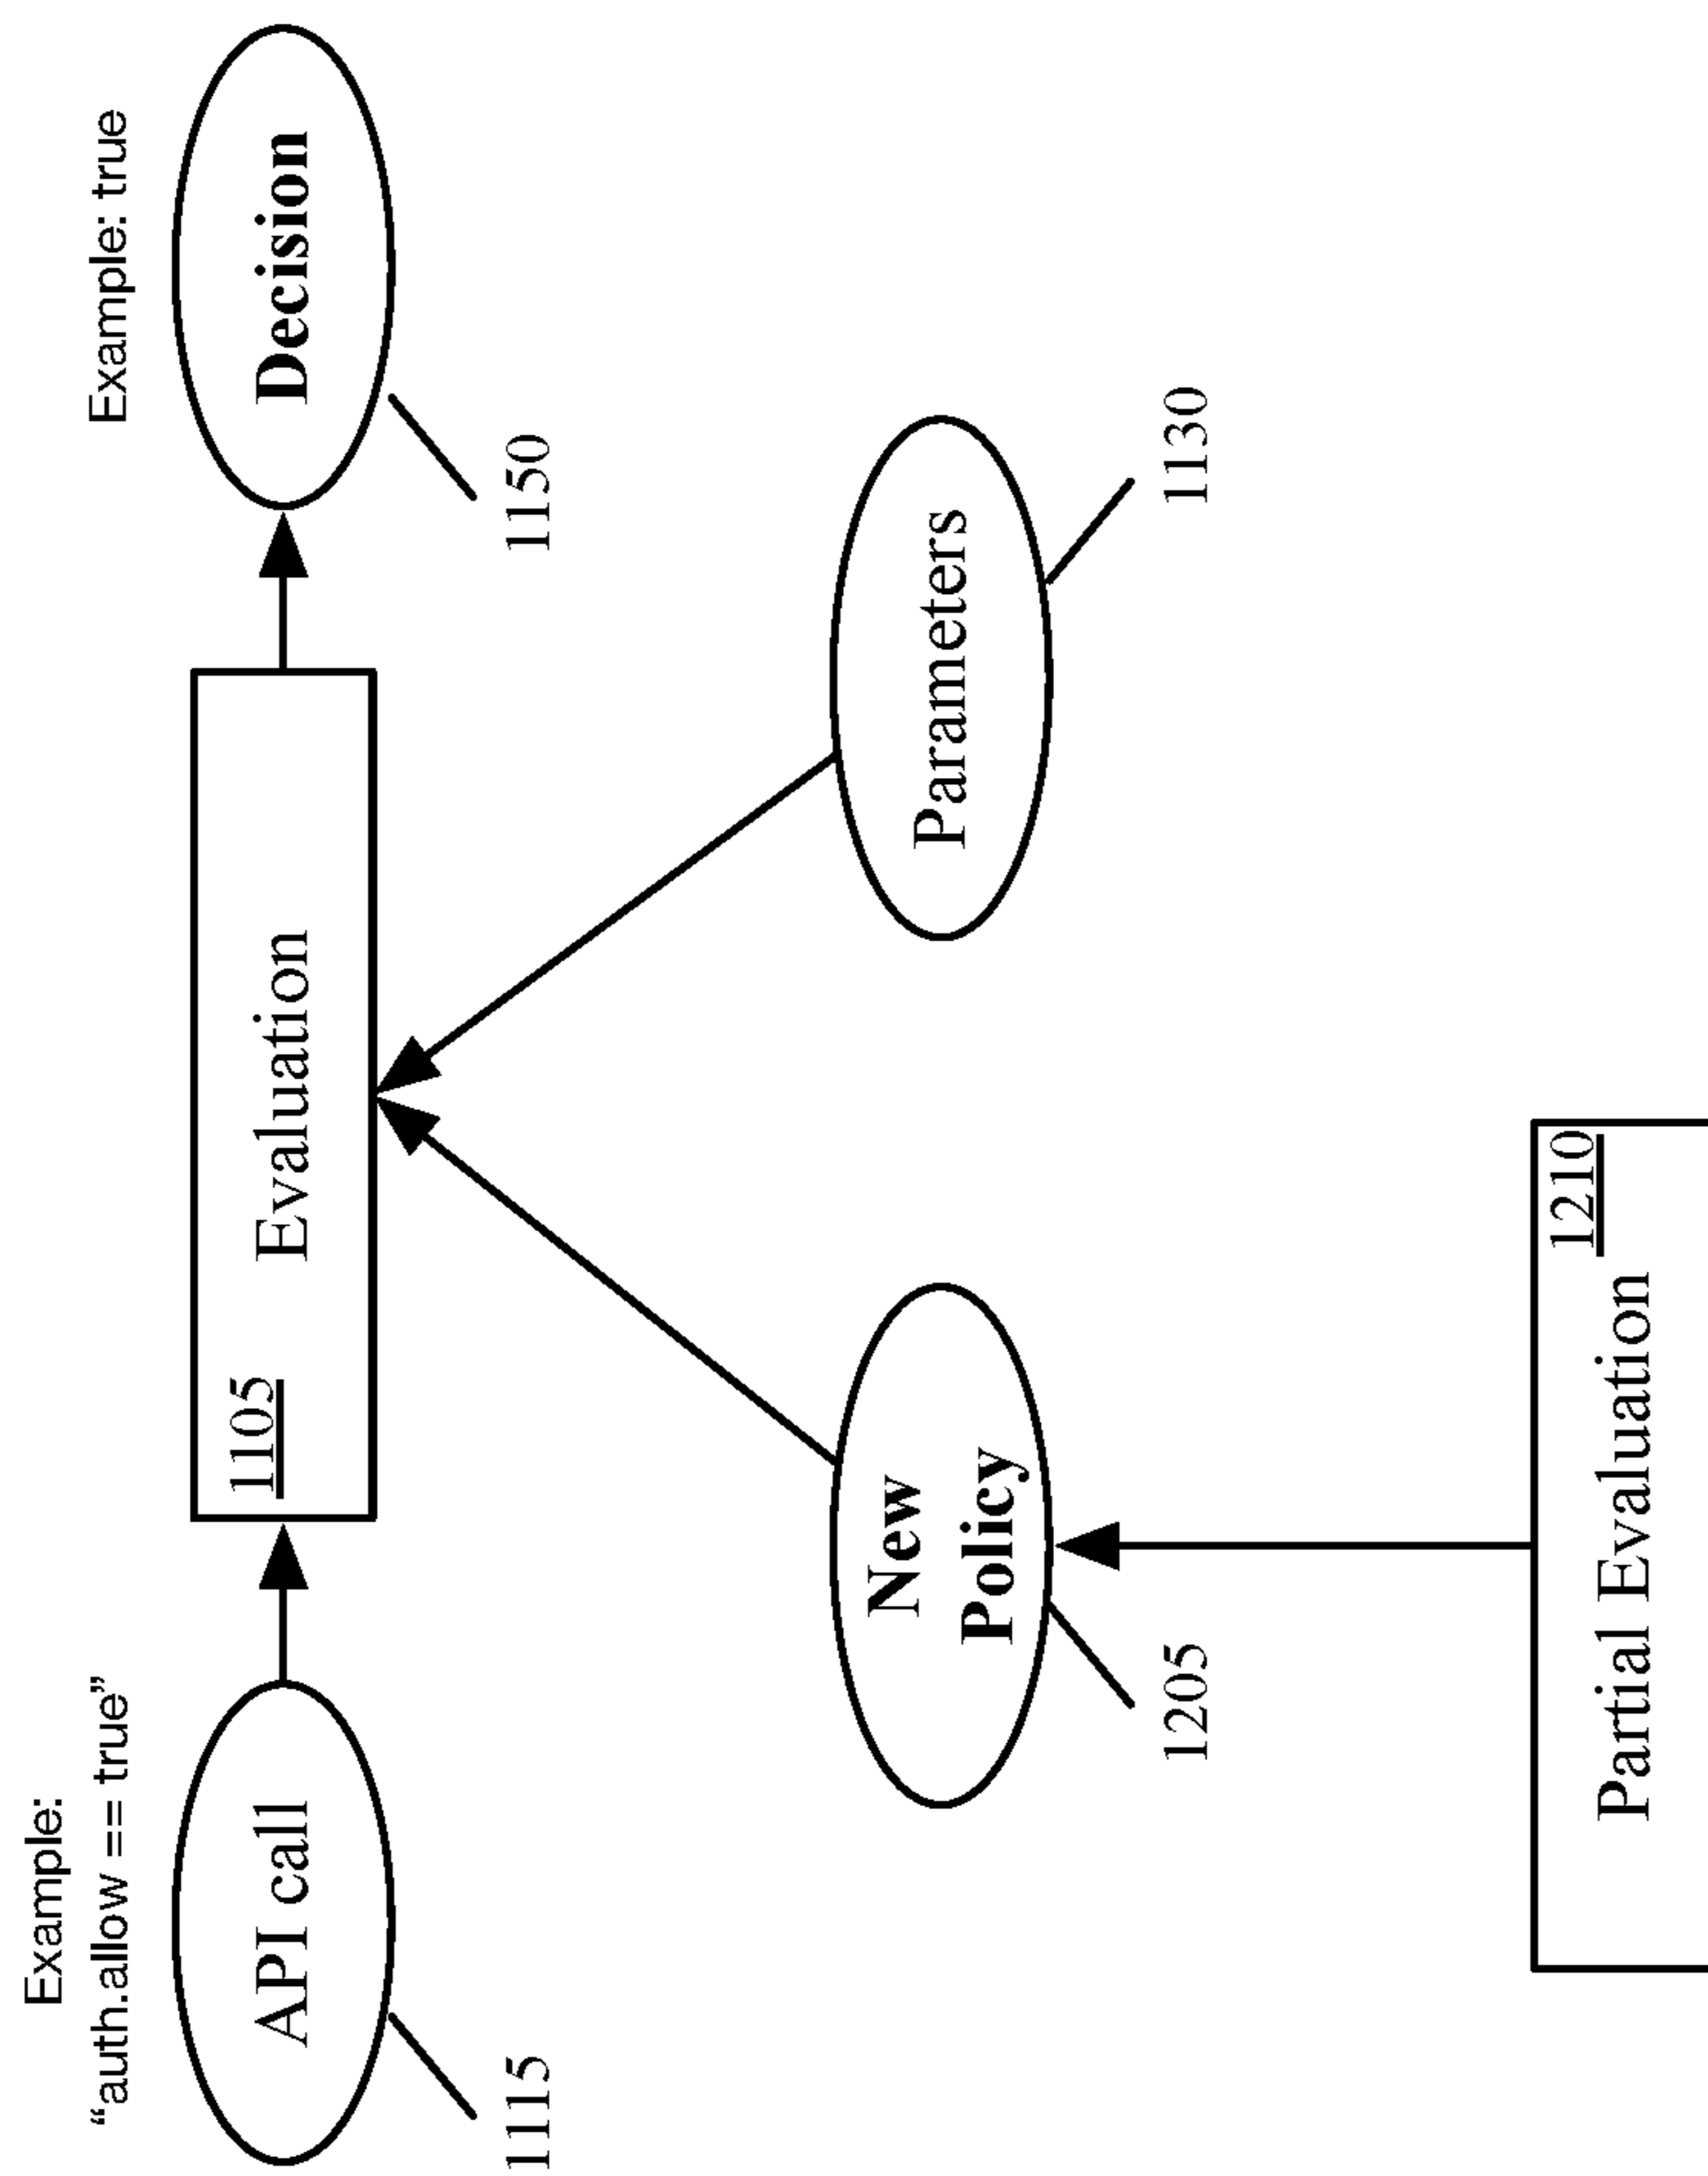 Example:
“auth.allow == true”
Example: true
API call
1105
Evaluation
Decision
1115
1150
New
Policy
Parameters
1205
1130
1210
Partial Evaluation